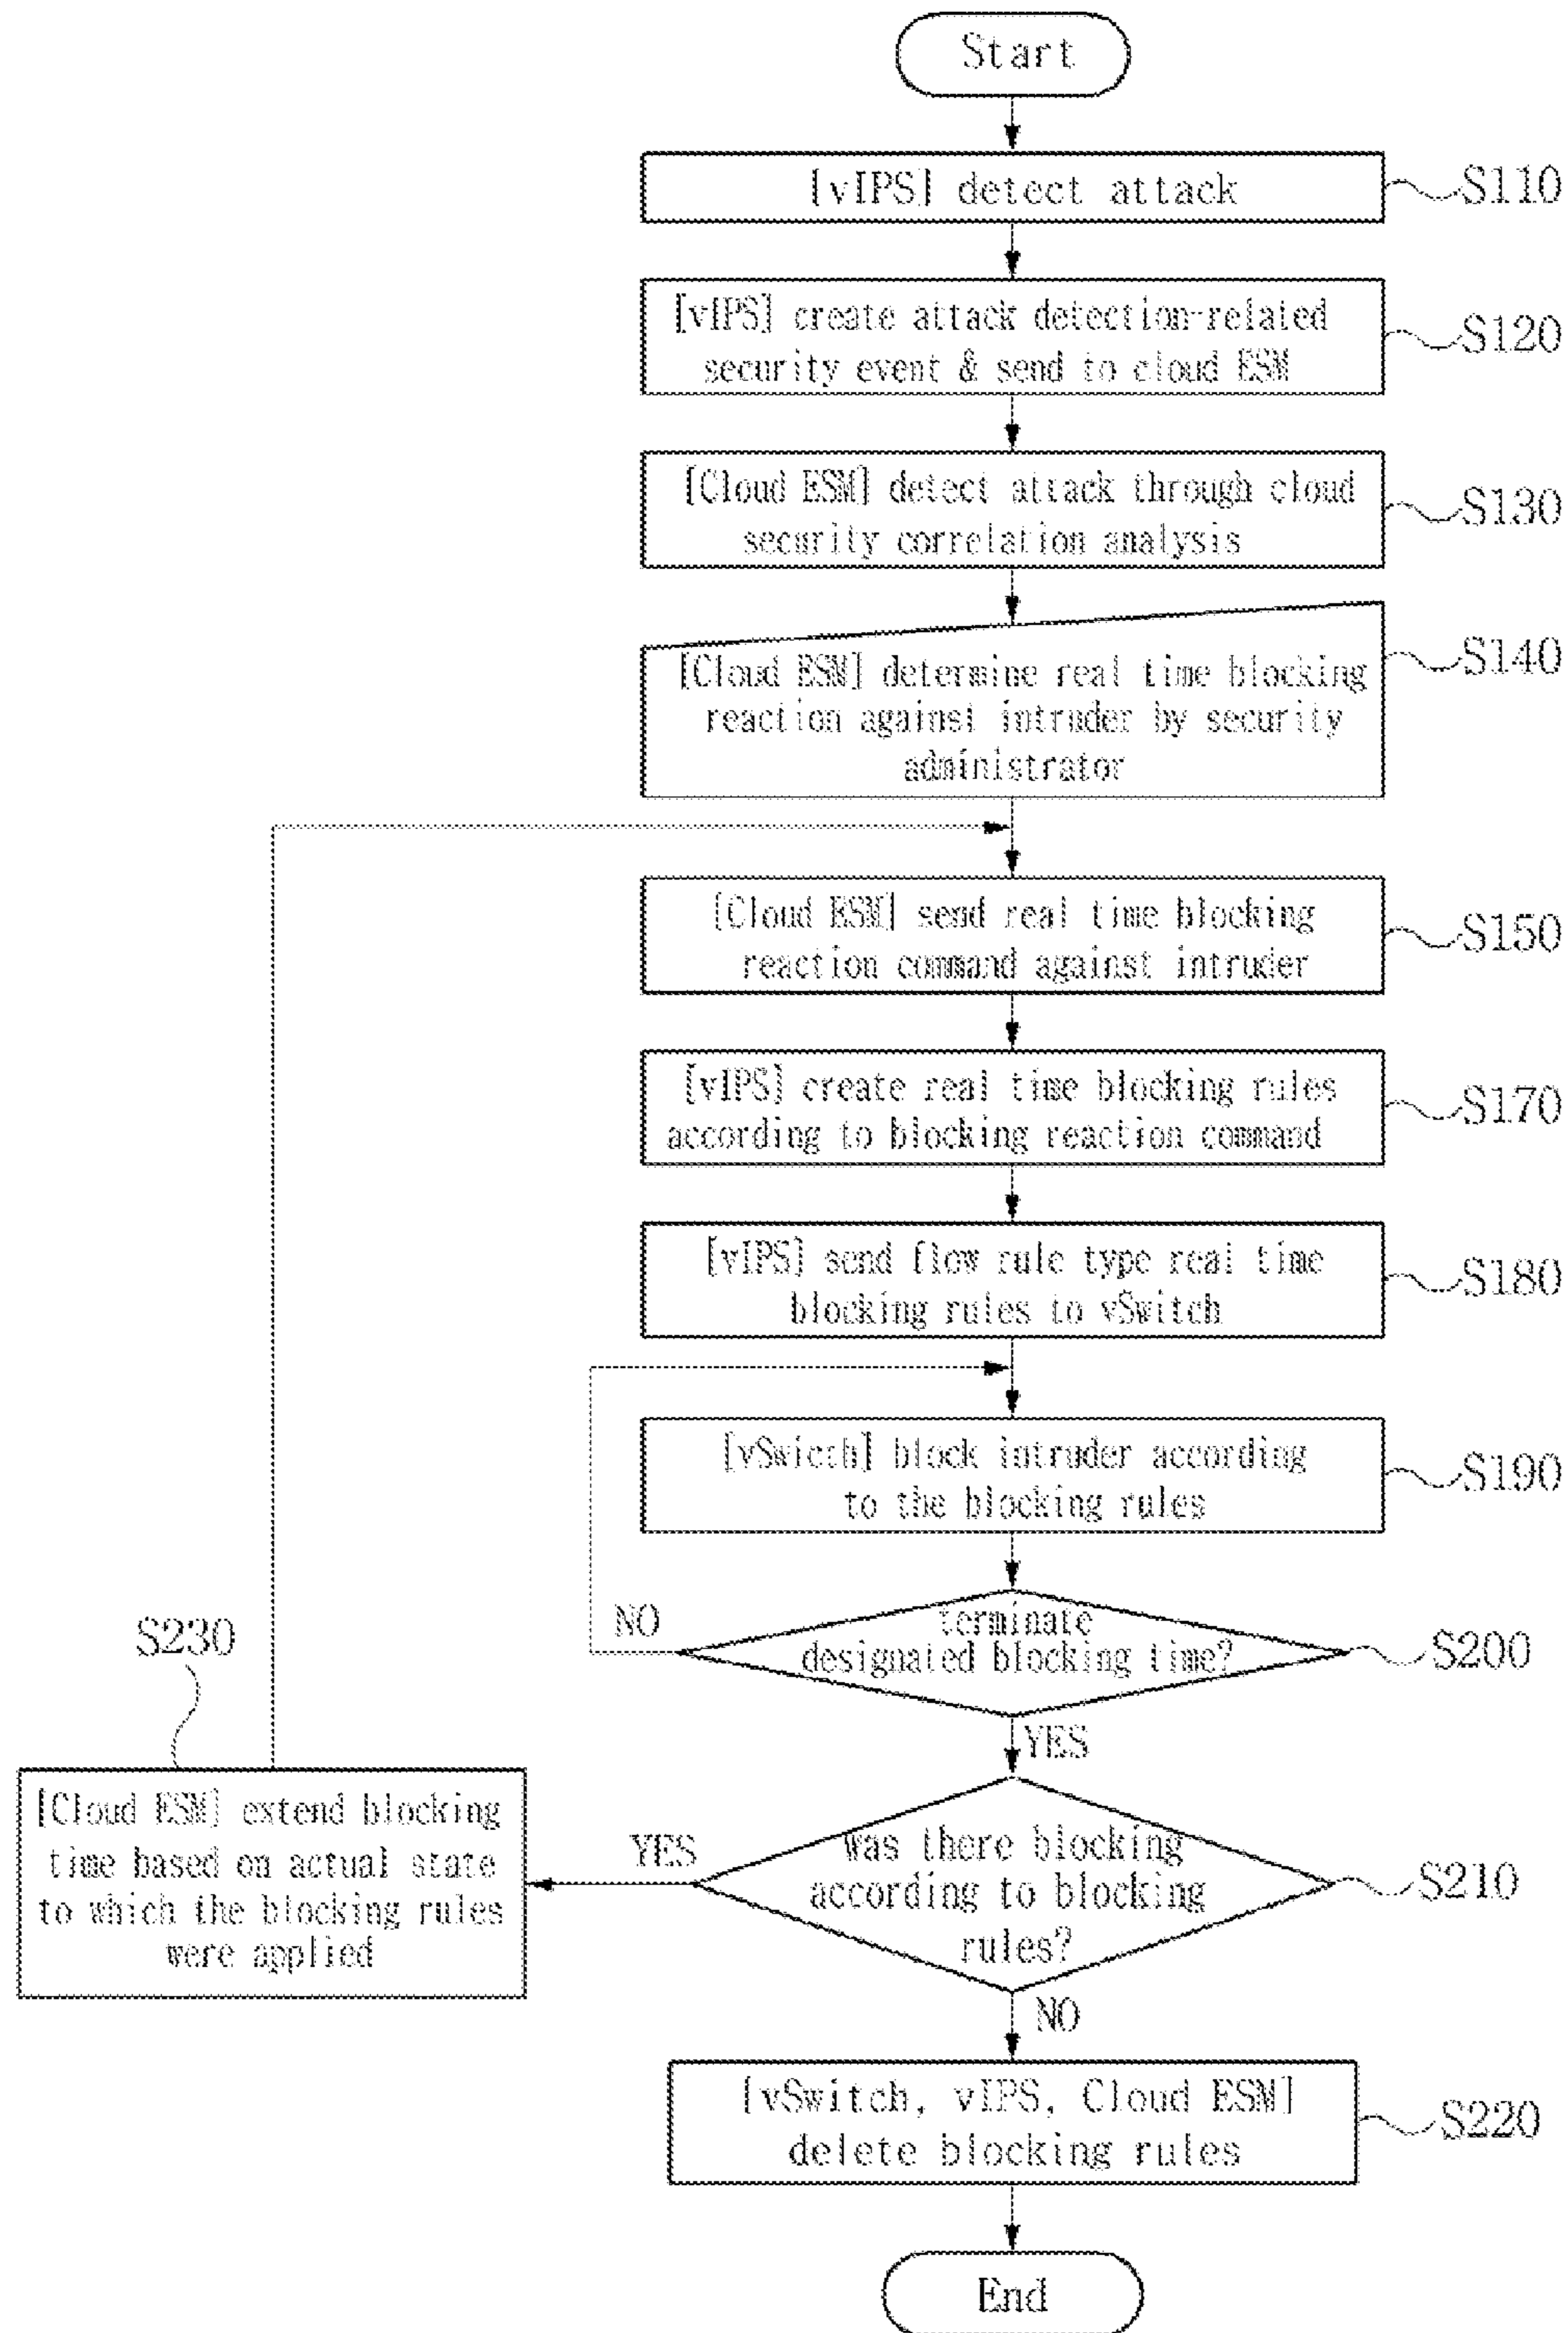 Start
[vIPS] detect attack
S110
[vIPS] create attack detection-related
security event & send to cloud ESM
S120
[Cloud ESM] detect attack through cloud
security correlation analysis
S130
[Cloud ESM] determine real time blocking
reaction against intruder by security
administrator
S140
[Cloud ESM] send real time blocking
reaction command against intruder
S150
[vIPS] create real time blocking rules
according to blocking reaction command
S170
[vIPS] send flow rule type real time
blocking rules to vSwitch
S180
[vSwicth] block intruder according
to the blocking rules
S190
NO
terminate
designated blocking time?
S200
YES
S230
[Cloud ESM] extend blocking
time based on actual state
to which the blocking rules
were applied
YES
was there blocking
according to blocking
rules?
S210
NO
[vSwitch, vIPS, Cloud ESM]
delete blocking rules
S220
End